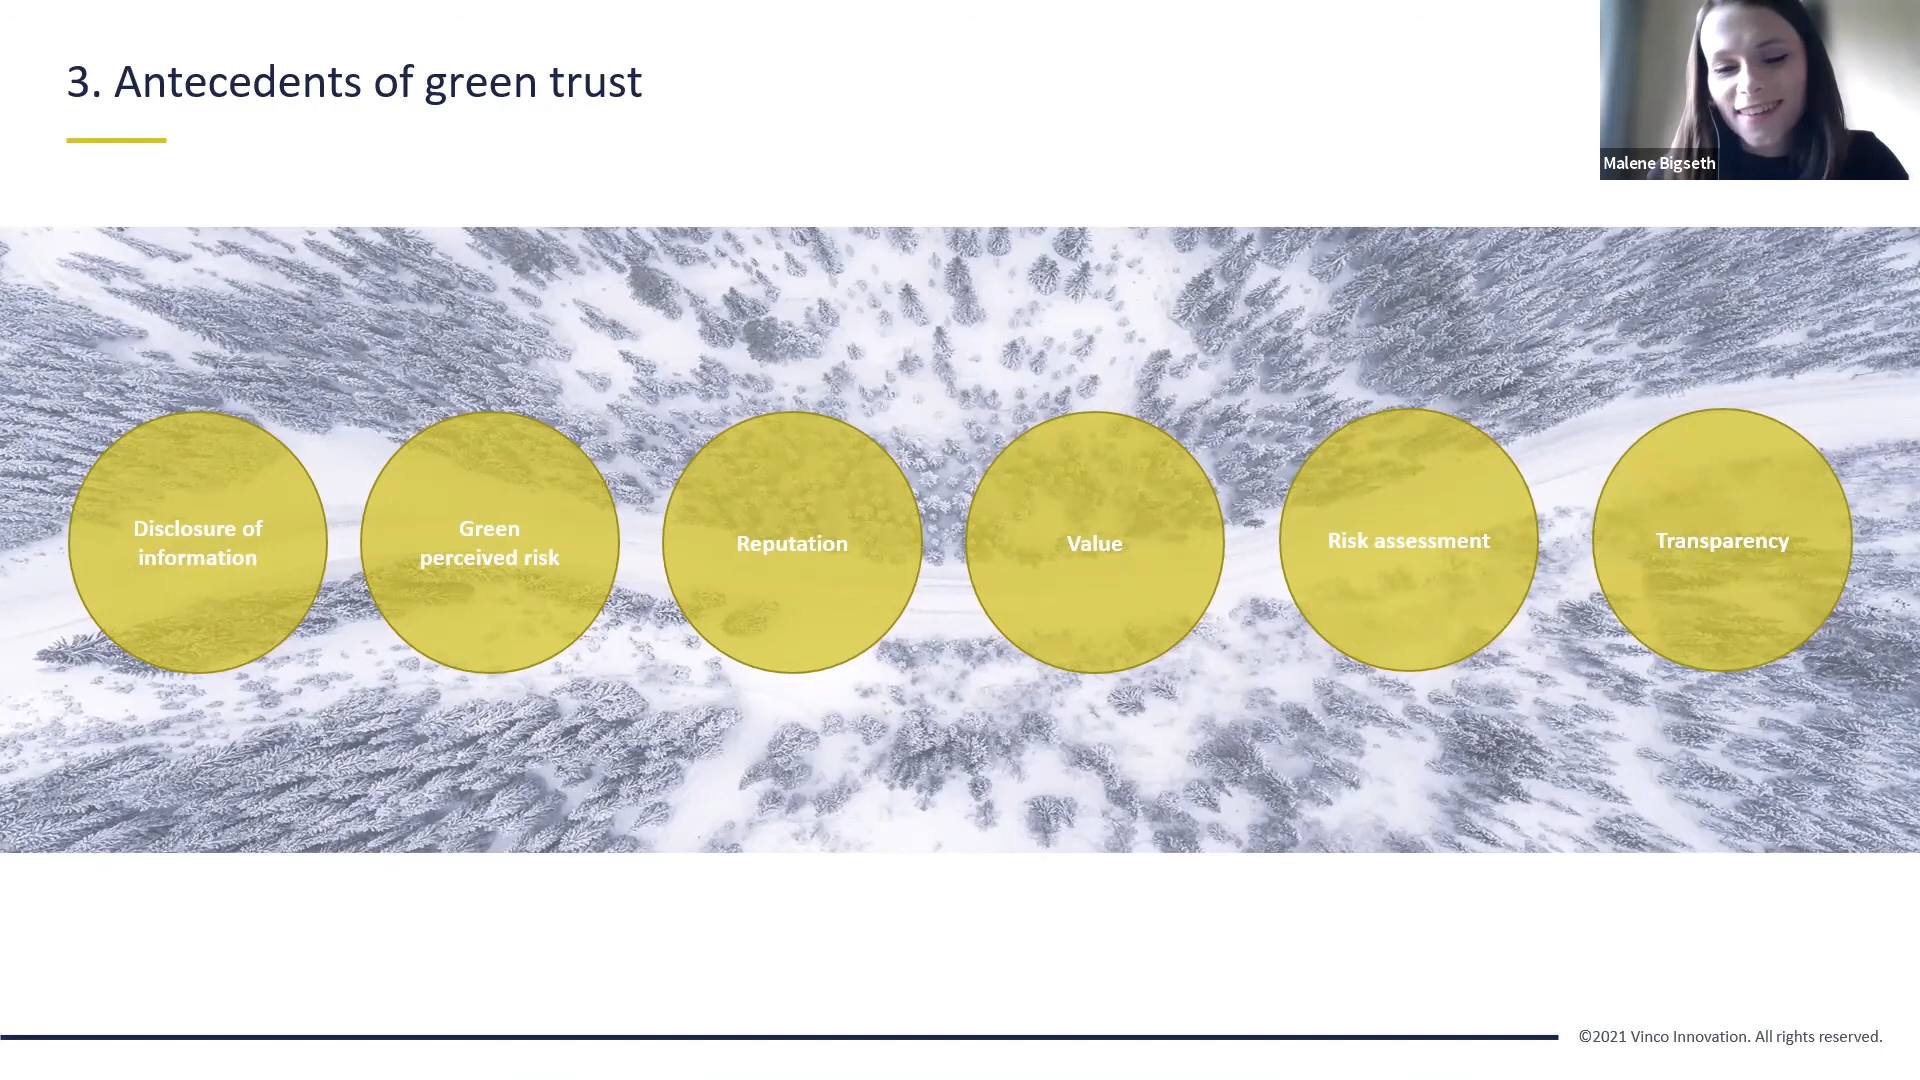 3. Antecedents of green trust
Malene Bigseth
Disclosure of
information
Green
perceived risk
Reputation
Value
Risk assessment
Transparency
©2021 Vinco Innovation. All rights reserved.